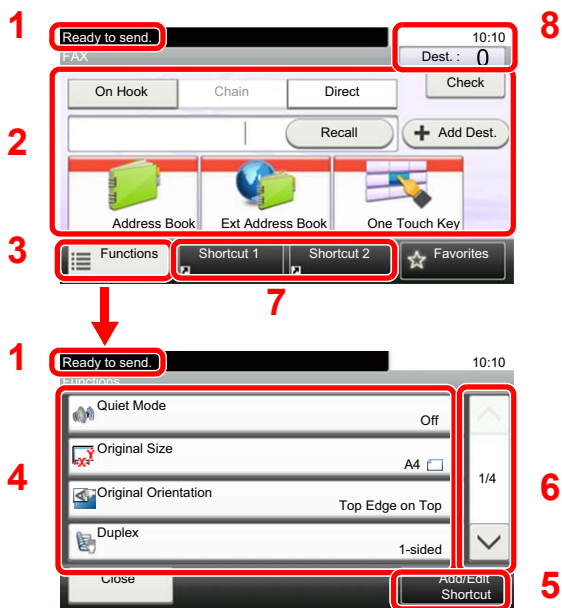 1
Ready to send.
10:10
8
FAX
Dest. : 0
On Hook
Chain
Direct
Check
2
Recall
Add Dest.
Address Book
Ext Address Book
One Touch Key
3
Functions
Shortcut 1
Shortcut 2
Favorites
7
1
Ready to send.
10:10
Functions
Quiet Mode
Off
Original Size
A4
4
1/4
6
Original Orientation
Top Edge on Top
Duplex
1-sided
Close
Add/Edit
Shortcut
5